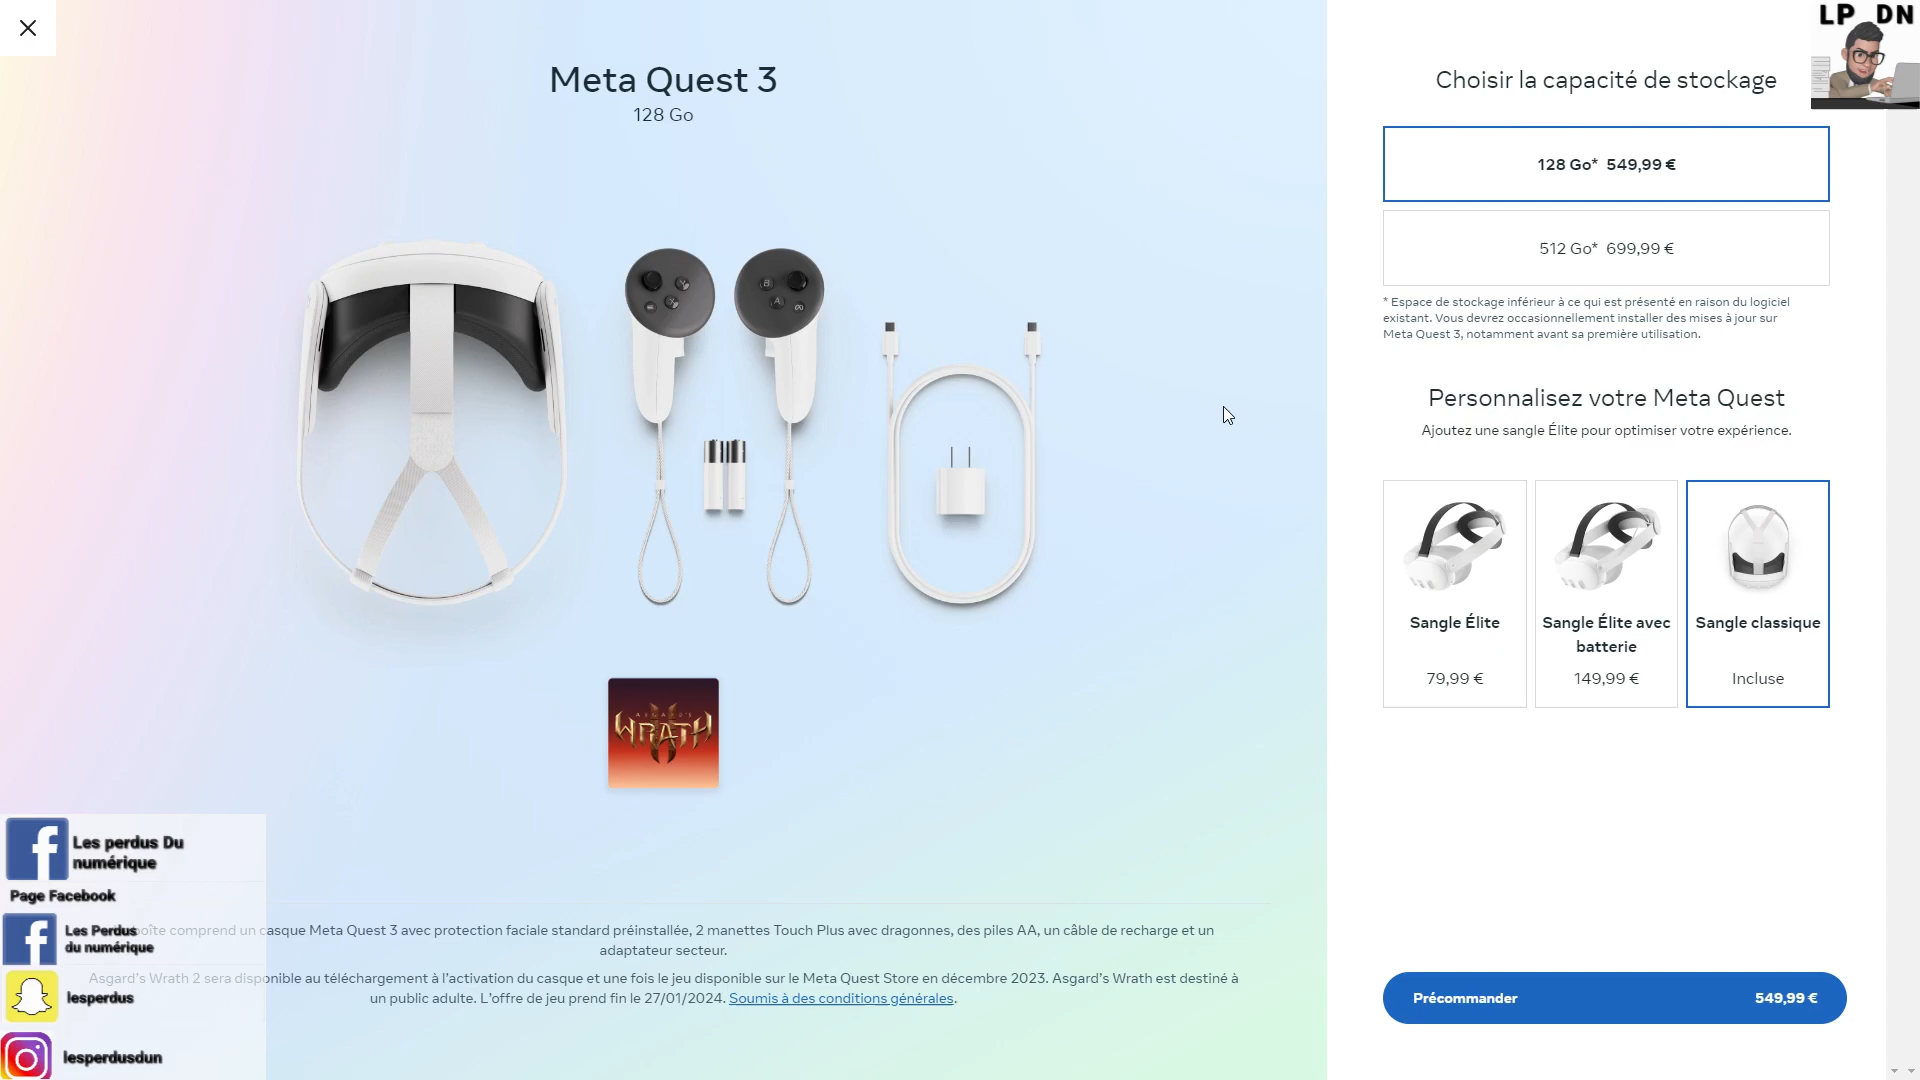 LP DN
Meta Quest 3
128 Go
ASGARD'S
WRATH
Choisir la capacité de stockage
128 Go* 549,99 €
512 Go* 699,99 €
* Espace de stockage inférieur à ce qui est présenté en raison du logiciel
existant. Vous devrez occasionnellement installer des mises à jour sur
Meta Quest 3, notamment avant sa première utilisation.
Personnalisez votre Meta Quest
Ajoutez une sangle Élite pour optimiser votre expérience.
Sangle Élite
79,99 €
Sangle Élite avec
batterie
149,99 €
Sangle classique
Incluse
Les perdus Du
numérique
Page Facebook
Les Perdus
du numérique
lesperdus
lesperdusdun
boîte comprend un casque Meta Quest 3 avec protection faciale standard préinstallée, 2 manettes Touch Plus avec dragonnes, des piles AA, un câble de recharge et un
adaptateur secteur.
Asgard's Wrath 2 sera disponible au téléchargement à l'activation du casque et une fois le jeu disponible sur le Meta Quest Store en décembre 2023. Asgard's Wrath est destiné à
un public adulte. L'offre de jeu prend fin le 27/01/2024. Soumis à des conditions générales.
Précommander 549,99 €